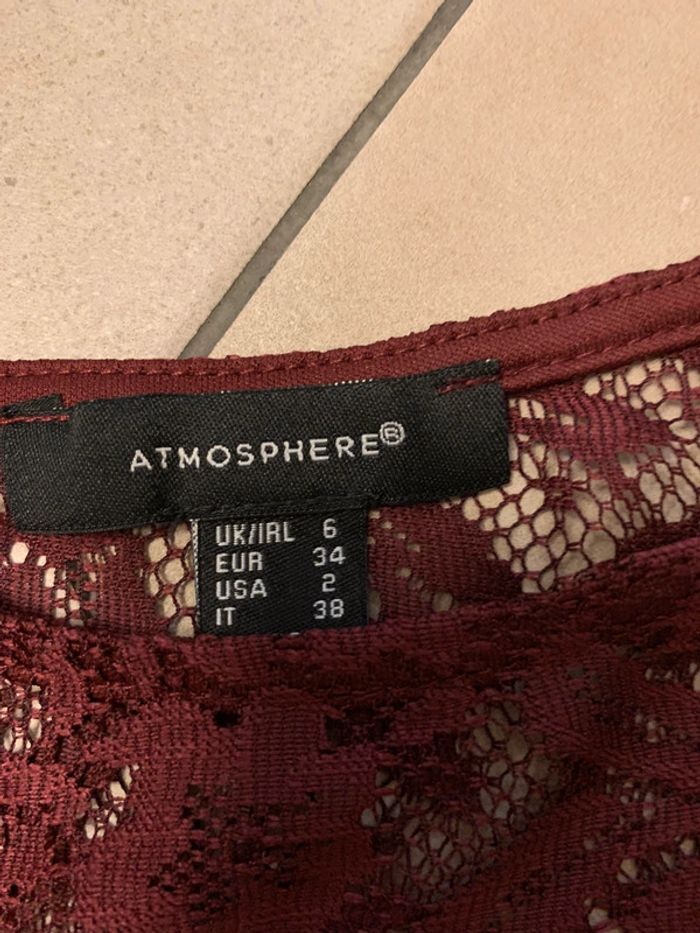 ATMOSPHERE®
UK/IRL 6
EUR 34
USA 2
IT 38